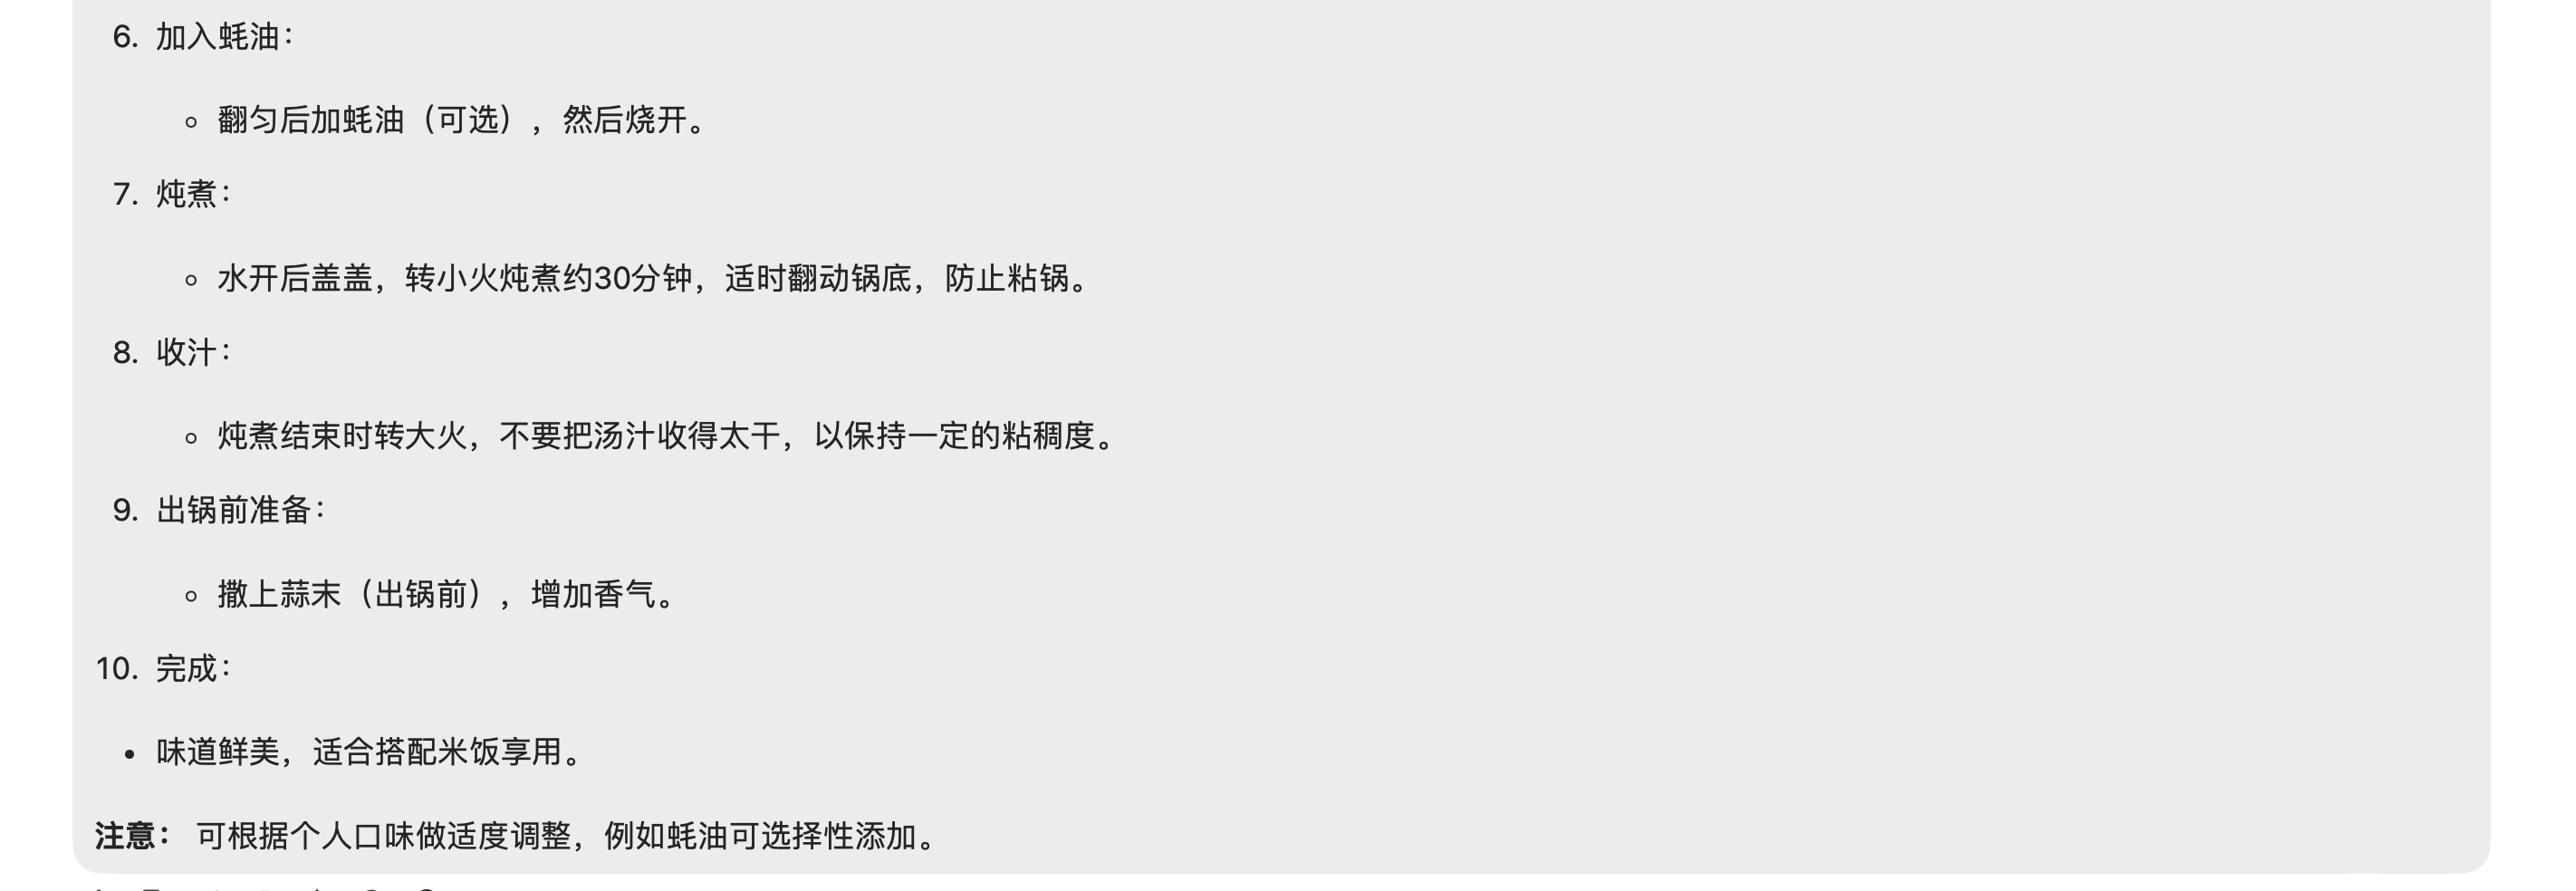 6. 加入蚝油：
◦ 翻匀后加蚝油（可选），然后烧开。
7. 炖煮：
◦ 水开后盖盖，转小火炖煮约30分钟，适时翻动锅底，防止粘锅。
8. 收汁：
◦ 炖煮结束时转大火，不要把汤汁收得太干，以保持一定的粘稠度。
9. 出锅前准备：
◦ 撒上蒜末（出锅前），增加香气。
10. 完成：
• 味道鲜美，适合搭配米饭享用。
注意： 可根据个人口味做适度调整，例如蚝油可选择性添加。